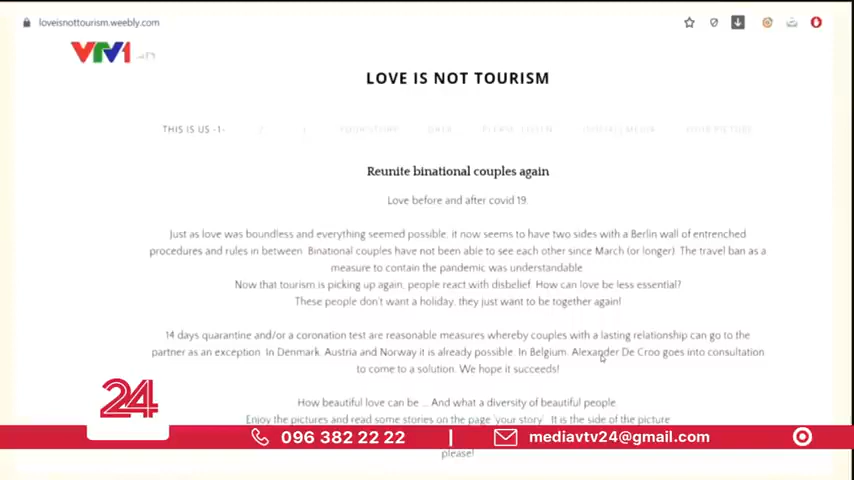 loveisnottourism.weebly.com
VTV1
LOVE IS NOT TOURISM
THIS IS US -1-
YOUR STORY
DATA
PLEASE LISTEN
(SOCIAL) MEDIA
YOUR PICTURE
Reunite binational couples again
Love before and after covid 19.
Just as love was boundless and everything seemed possible, it now seems to have two sides with a Berlin wall of entrenched
procedures and rules in between. Binational couples have not been able to see each other since March (or longer). The travel ban as a
measure to contain the pandemic was understandable.
Now that tourism is picking up again, people react with disbelief. How can love be less essential?
These people don't want a holiday, they just want to be together again!
14 days quarantine and/or a coronation test are reasonable measures whereby couples with a lasting relationship can go to the
partner as an exception. In Denmark, Austria and Norway it is already possible. In Belgium, Alexander De Croo goes into consultation
to come to a solution. We hope it succeeds!
How beautiful love can be ... And what a diversity of beautiful people.
Enjoy the pictures and read some stories on the page 'your story'. It is the side of the picture
24
096 382 22 22 | mediavtv24@gmail.com
please!